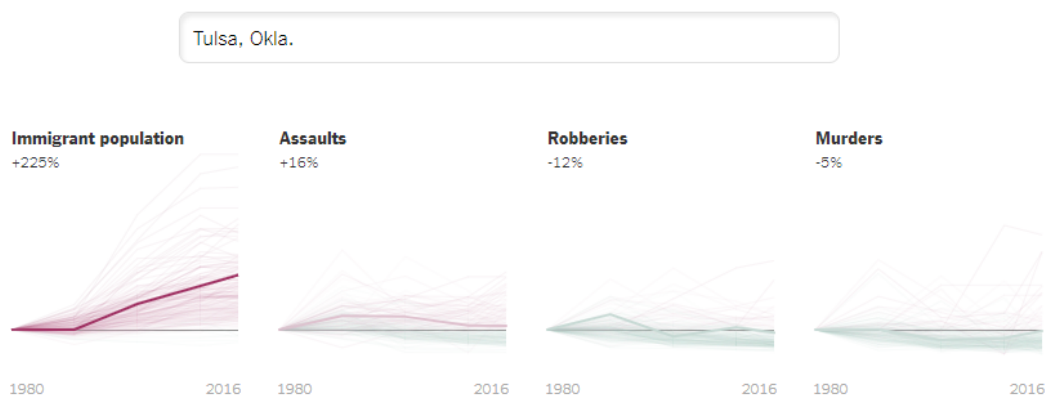 Tulsa, Okla.
Immigrant population
+225%
Assaults
+16%
Robberies
-12%
Murders
-5%
1980 2016
1980 2016
1980 2016
1980 2016